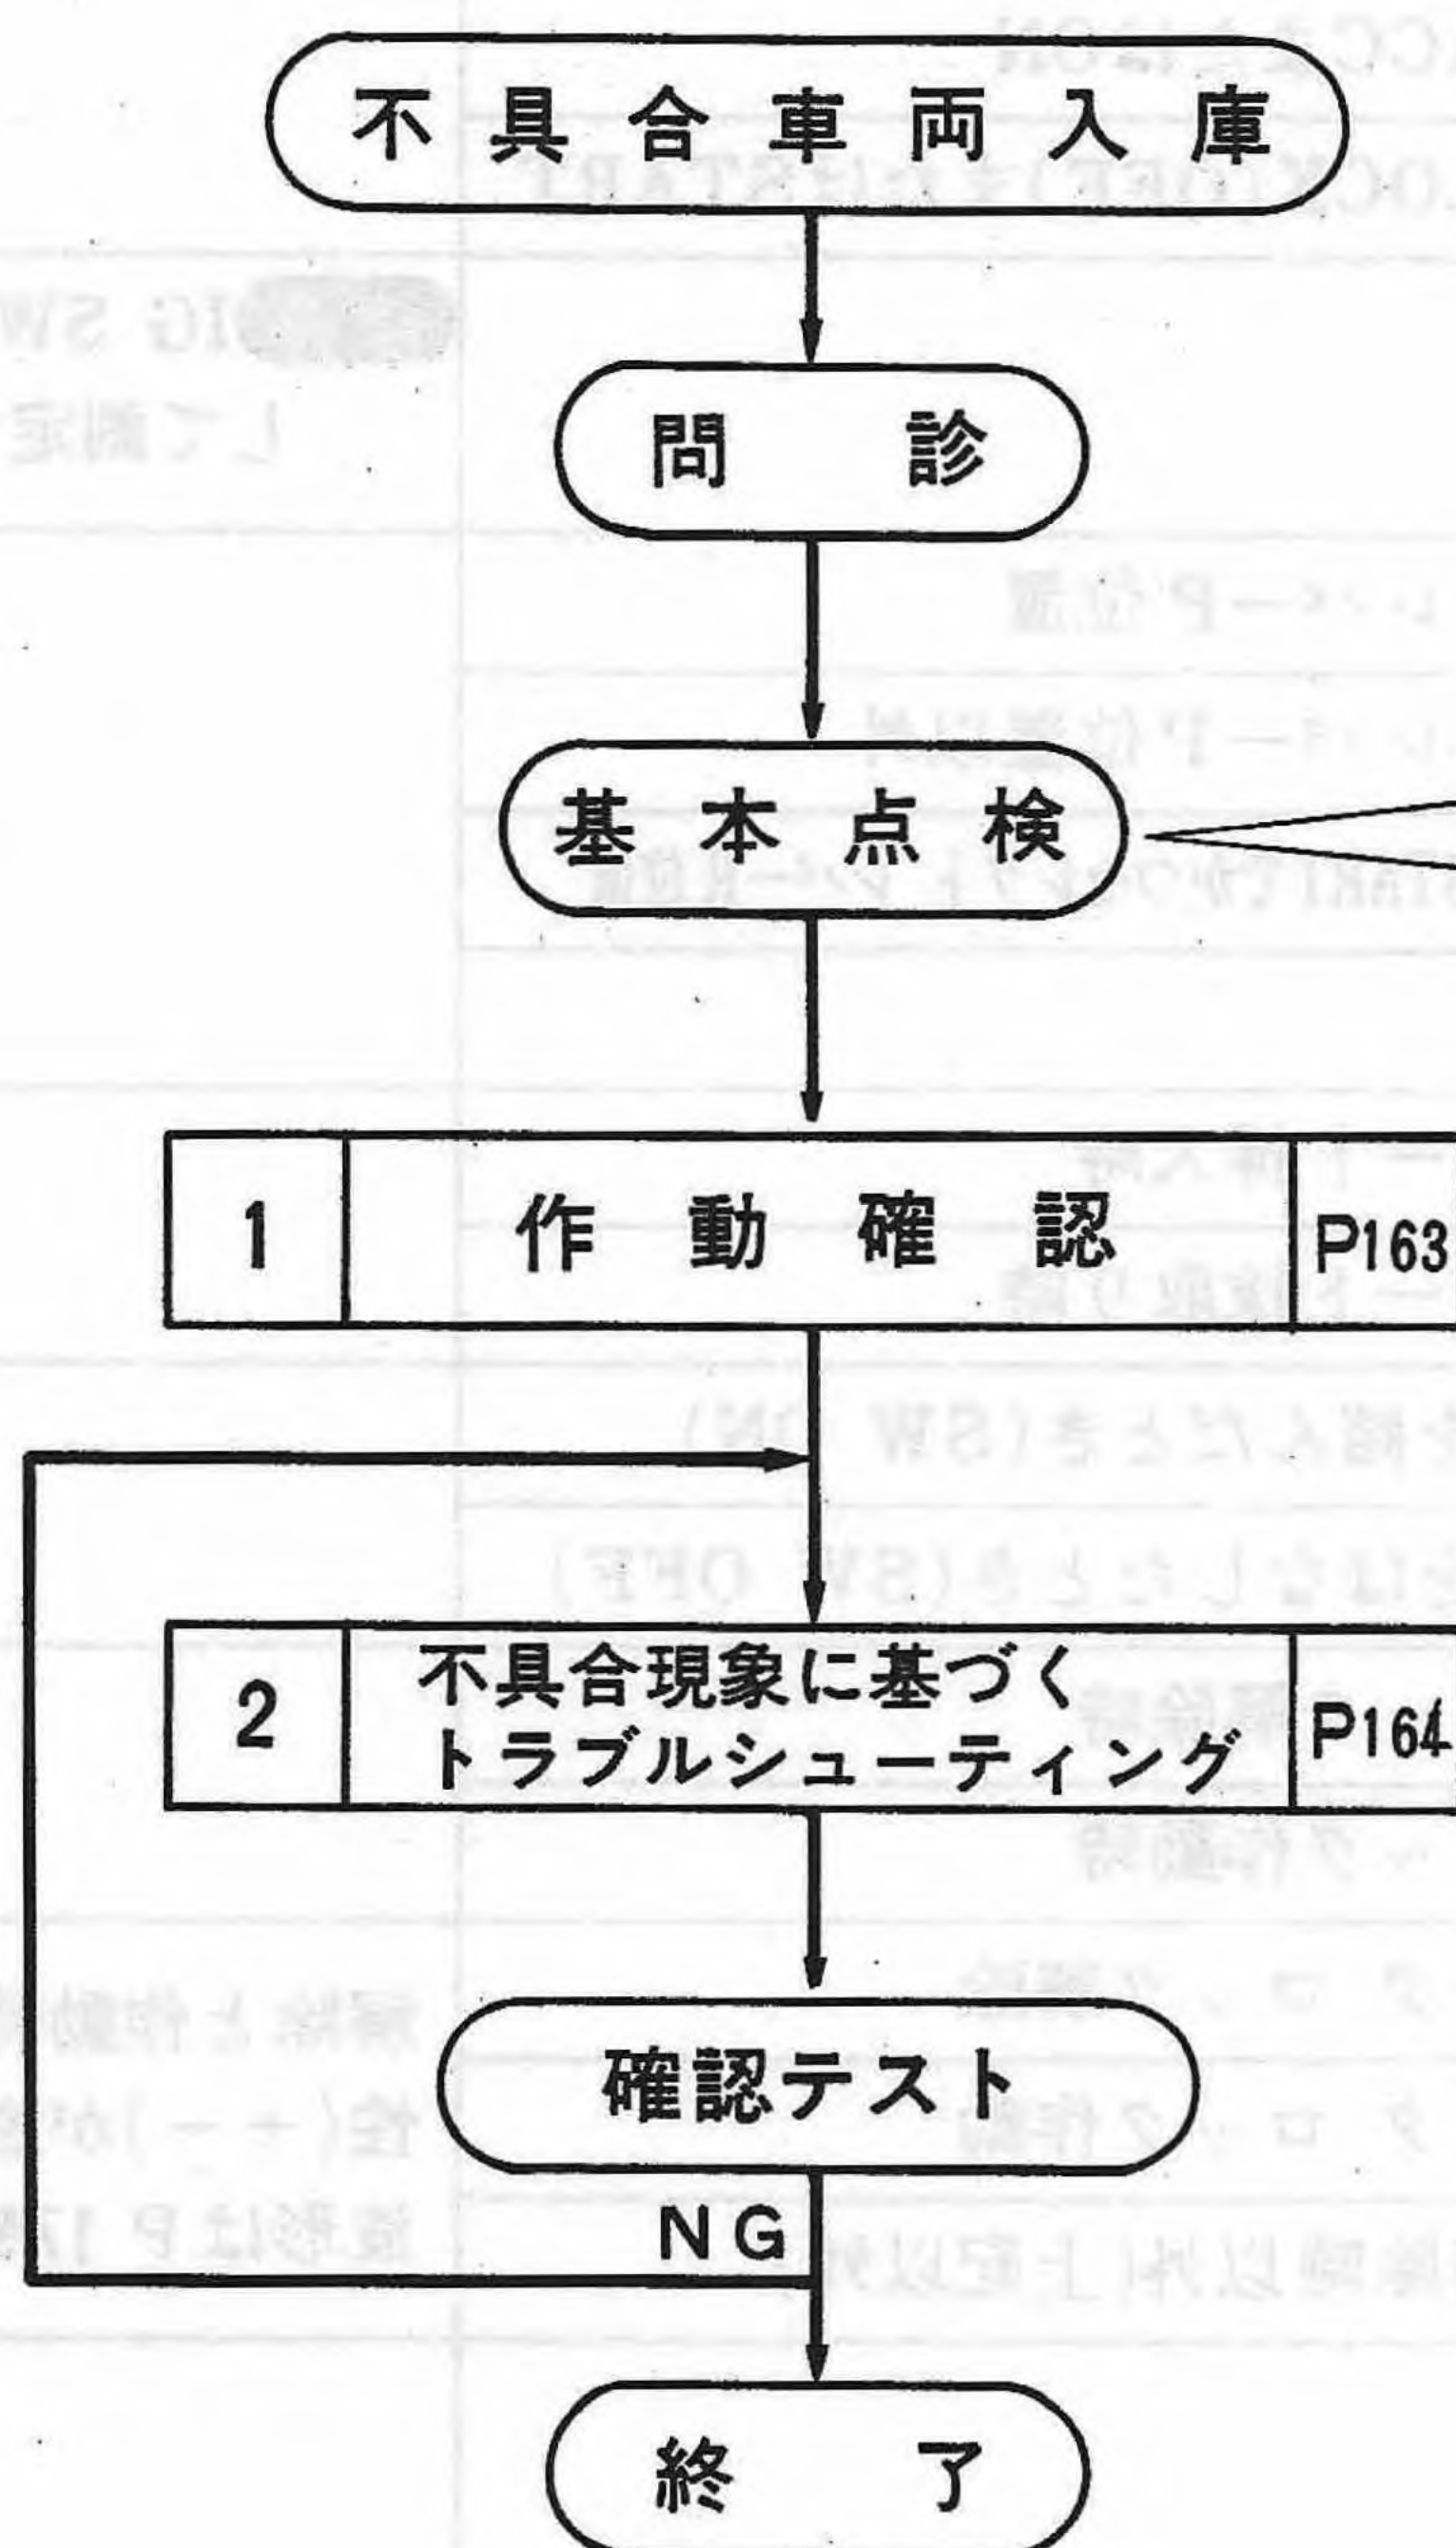 不具合車両入庫
問診
基本点検
1 作動確認 P163
2 不具合現象に基づく
トラブルシューティング P164
確認テスト
NG
終了